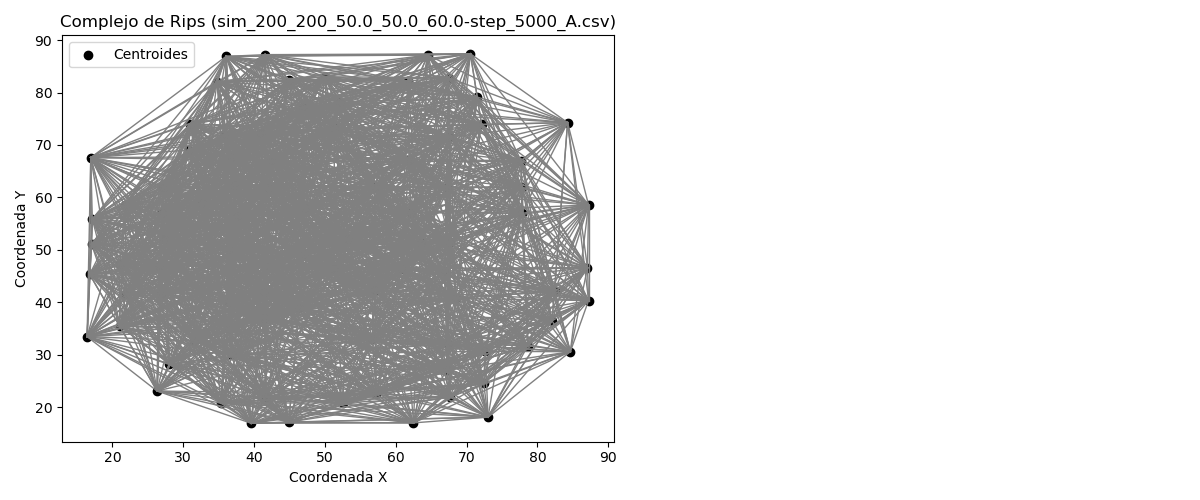 Complejo de Rips (sim_200_200_50.0_50.0_60.0-step_5000_A.csv)
Centroides
90
80
70
60
50
40
30
20
Coordenada Y
20 30 40 50 60 70 80 90
Coordenada X